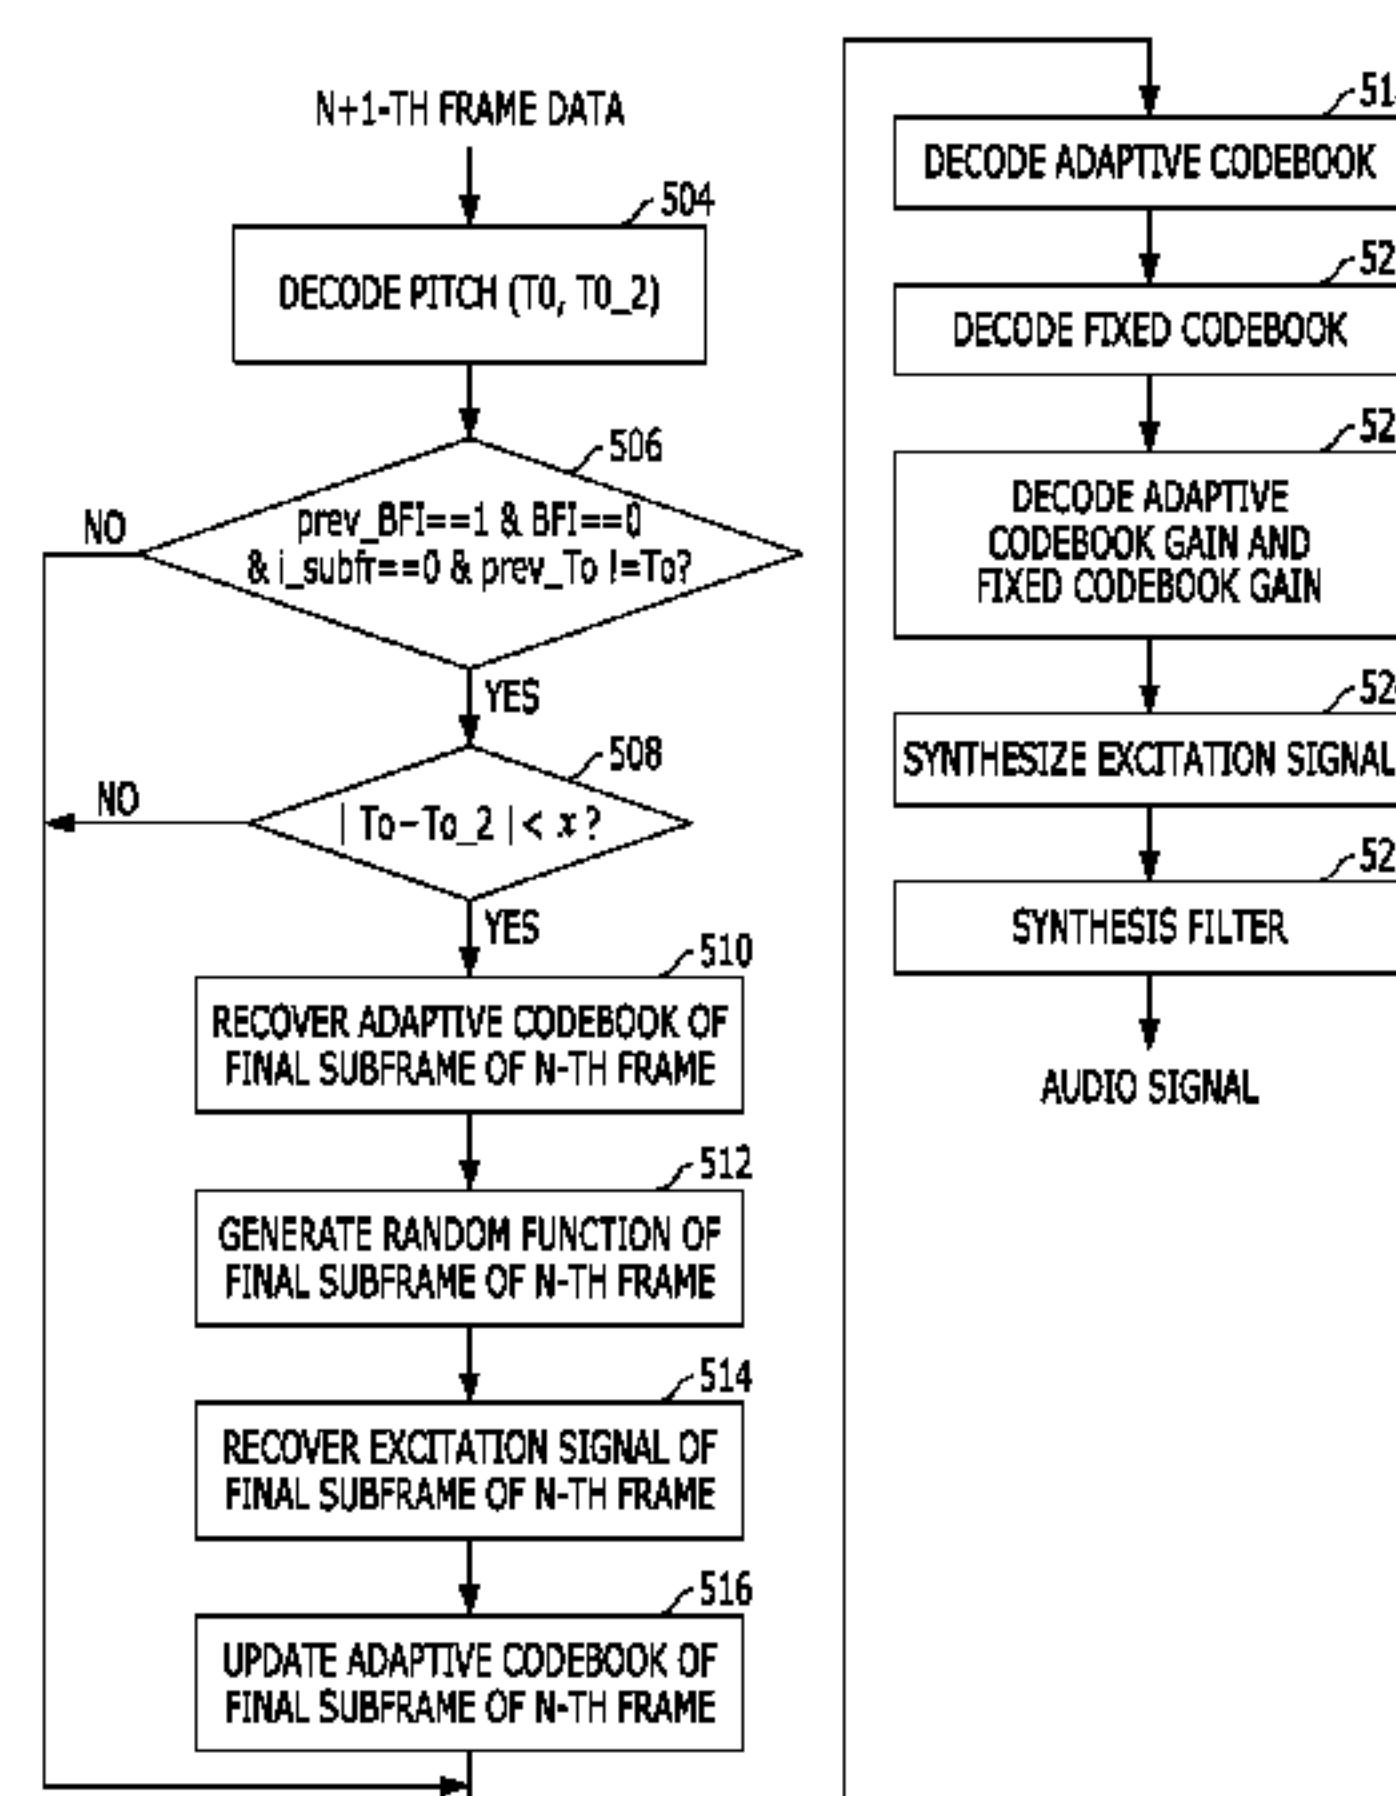 N+1-TH FRAME DATA
504
DECODE PITCH (T0, T0_2)
506
prev_BFI==1 & BFI==0
& i_subfr==0 & prev_To !=To?
NO
YES
508
| To-To_2 | < x ?
NO
YES
510
RECOVER ADAPTIVE CODEBOOK OF
FINAL SUBFRAME OF N-TH FRAME
512
GENERATE RANDOM FUNCTION OF
FINAL SUBFRAME OF N-TH FRAME
514
RECOVER EXCITATION SIGNAL OF
FINAL SUBFRAME OF N-TH FRAME
516
UPDATE ADAPTIVE CODEBOOK OF
FINAL SUBFRAME OF N-TH FRAME
DECODE ADAPTIVE CODEBOOK
DECODE FIXED CODEBOOK
DECODE ADAPTIVE
CODEBOOK GAIN AND
FIXED CODEBOOK GAIN
SYNTHESIZE EXCITATION SIGNAL
SYNTHESIS FILTER
AUDIO SIGNAL